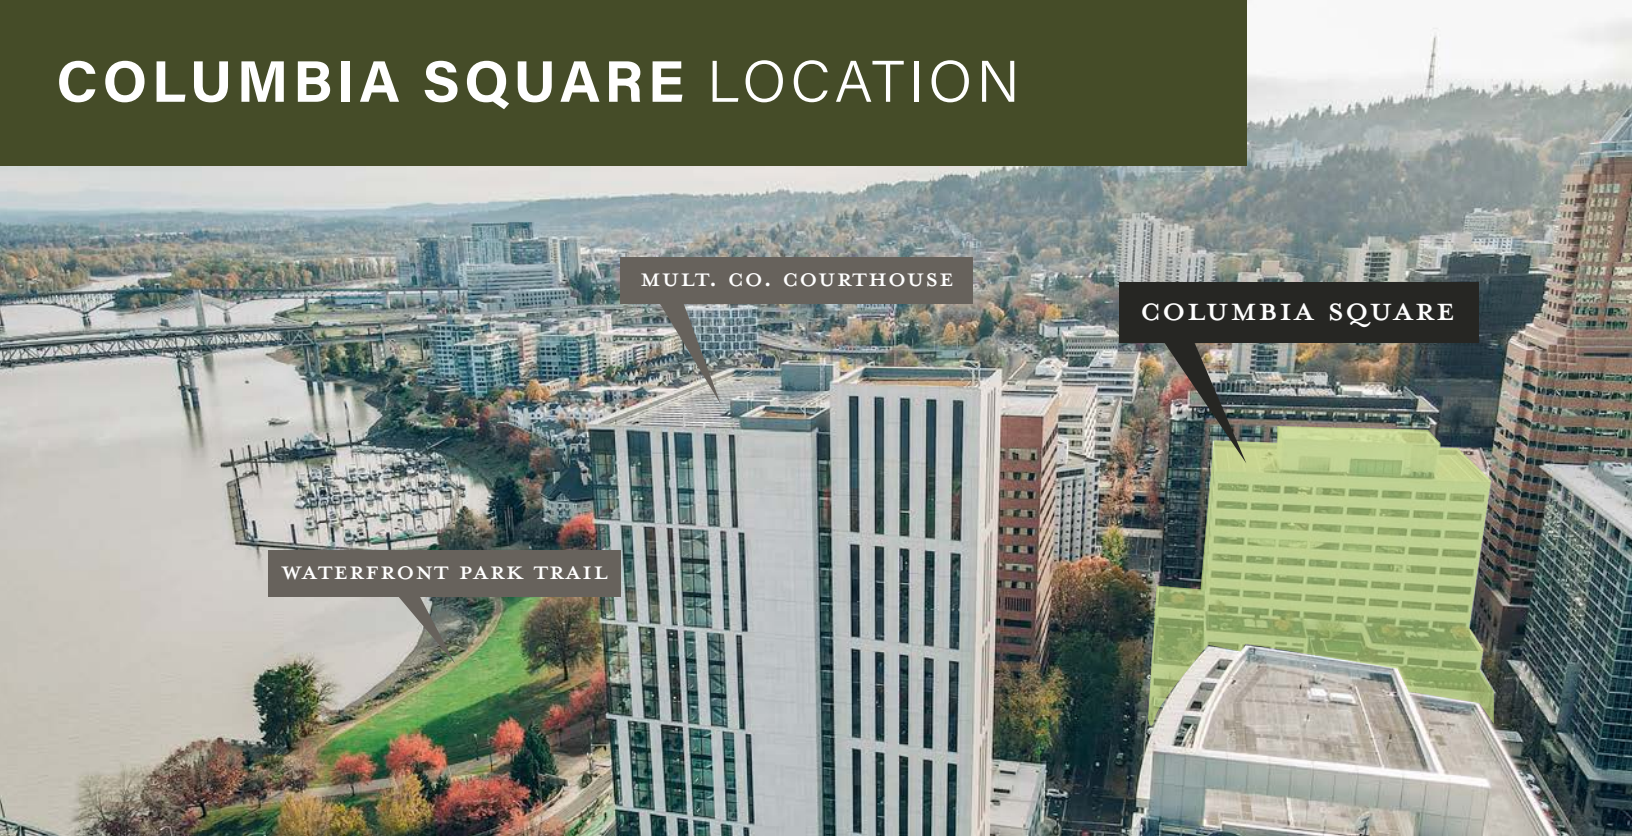 COLUMBIA SQUARE LOCATION
MULT. CO. COURTHOUSE
COLUMBIA SQUARE
WATERFRONT PARK TRAIL